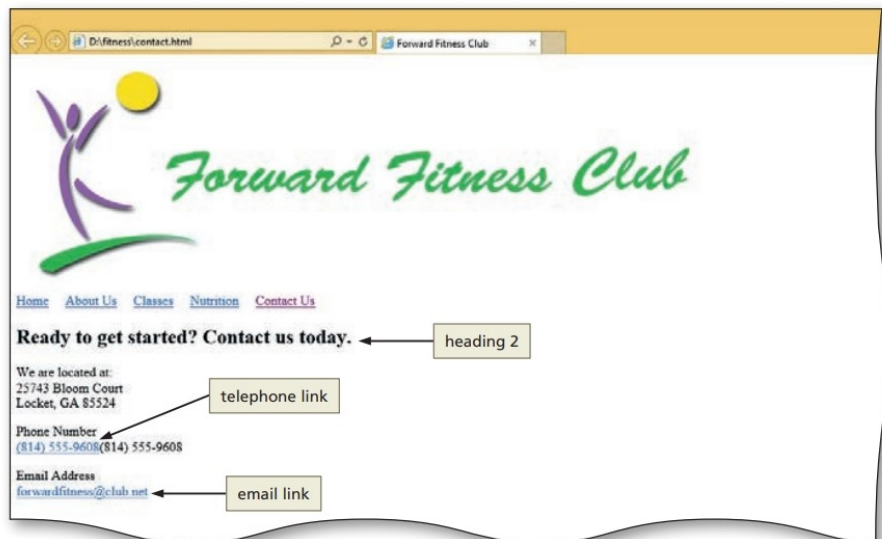 D:\fitness\contact.html
Forward Fitness Club
Forward Fitness Club
Home About Us Classes Nutrition Contact Us
Ready to get started? Contact us today.
heading 2
We are located at:
25743 Bloom Court
Locket, GA 85524
telephone link
Phone Number
(814) 555-9608(814) 555-9608
Email Address
forwardfitness@club.net
email link